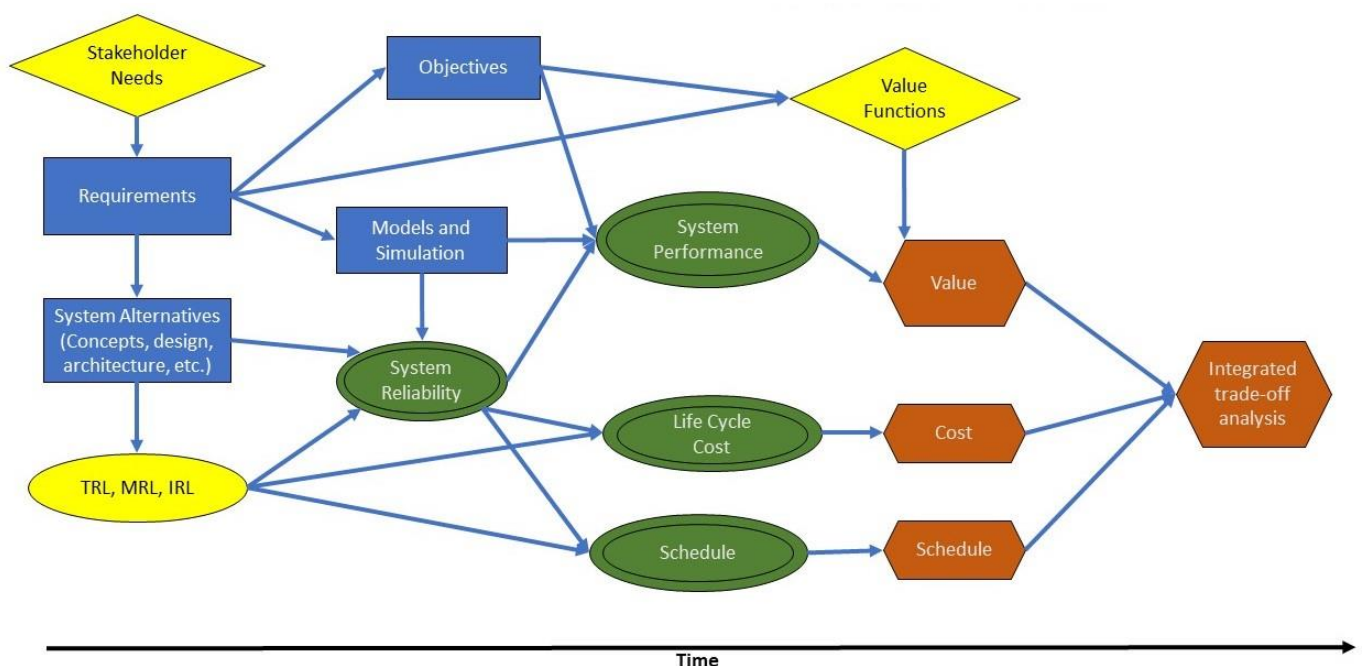 Stakeholder
Needs
Objectives
Value
Functions
Requirements
Models and
Simulation
System
Performance
Value
System Alternatives
(Concepts, design,
architecture, etc.)
System
Reliability
Integrated
trade-off
analysis
Life Cycle
Cost
Cost
TRL, MRL, IRL
Schedule
Schedule
Time